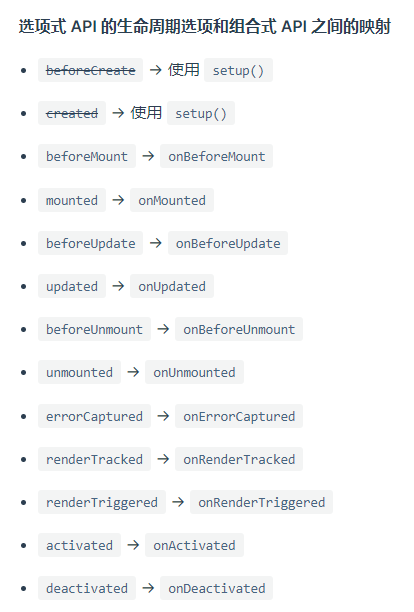 选项式 API 的生命周期选项和组合式 API 之间的映射
beforeCreate -> 使用 setup()
created -> 使用 setup()
beforeMount -> onBeforeMount
mounted -> onMounted
beforeUpdate -> onBeforeUpdate
updated -> onUpdated
beforeUnmount -> onBeforeUnmount
unmounted -> onUnmounted
errorCaptured -> onErrorCaptured
renderTracked -> onRenderTracked
renderTriggered -> onRenderTriggered
activated -> onActivated
deactivated -> onDeactivated